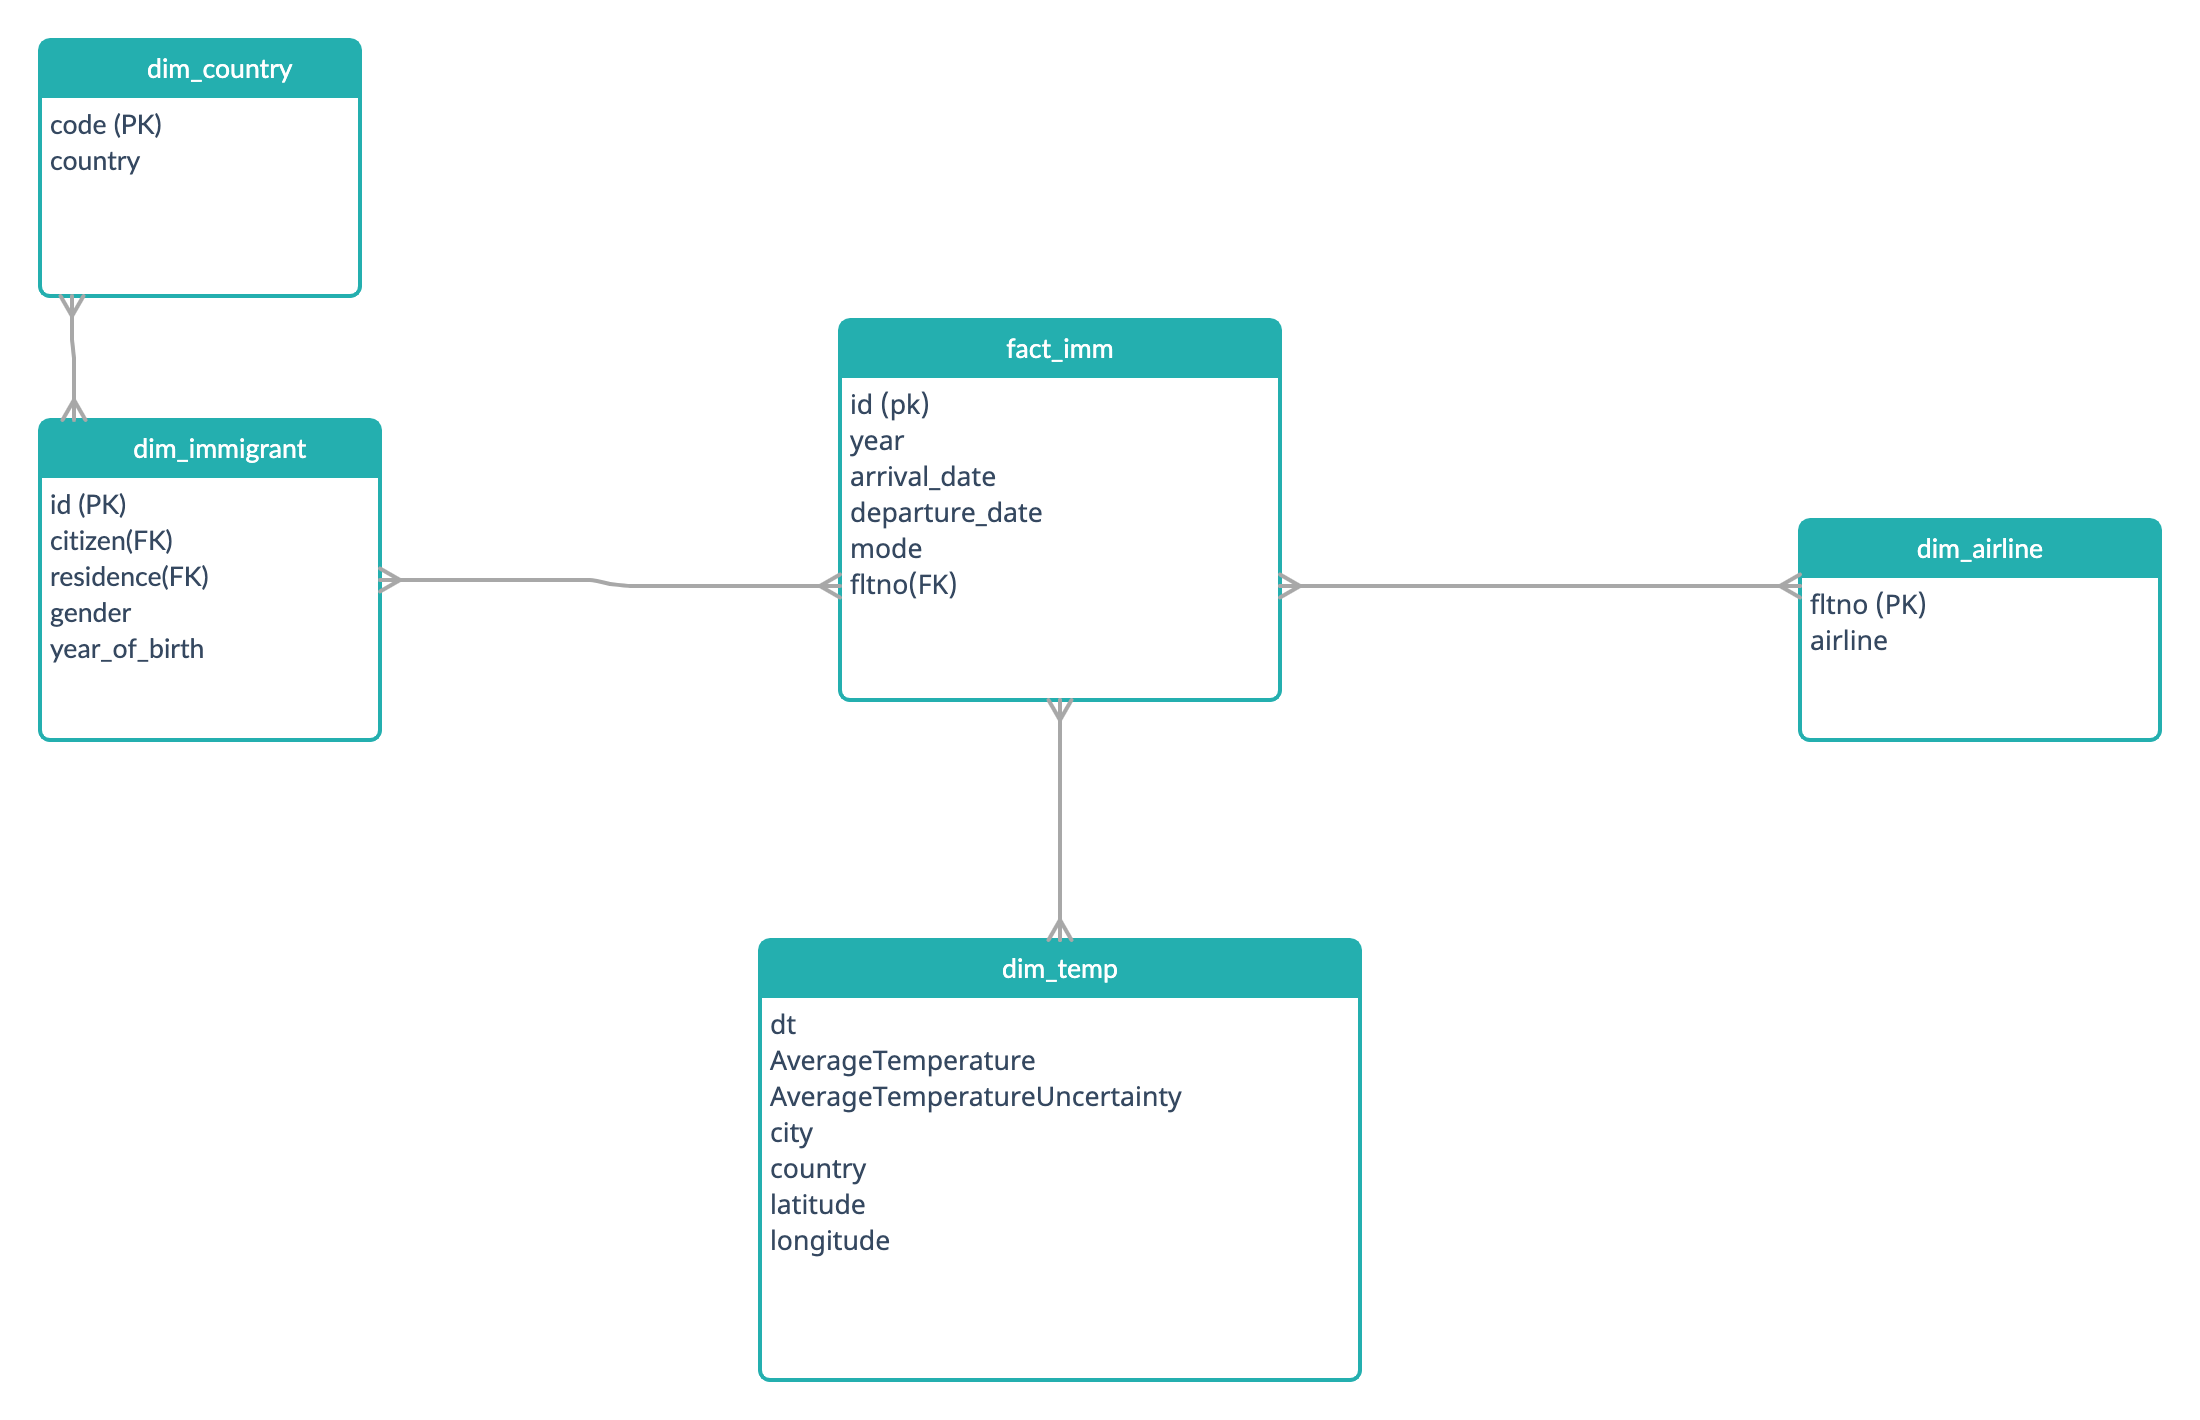 dim_country
code (PK)
country
dim_immigrant
id (PK)
citizen(FK)
residence(FK)
gender
year_of_birth
fact_imm
id (pk)
year
arrival_date
departure_date
mode
fltno(FK)
dim_airline
fltno (PK)
airline
dim_temp
dt
AverageTemperature
AverageTemperatureUncertainty
city
country
latitude
longitude